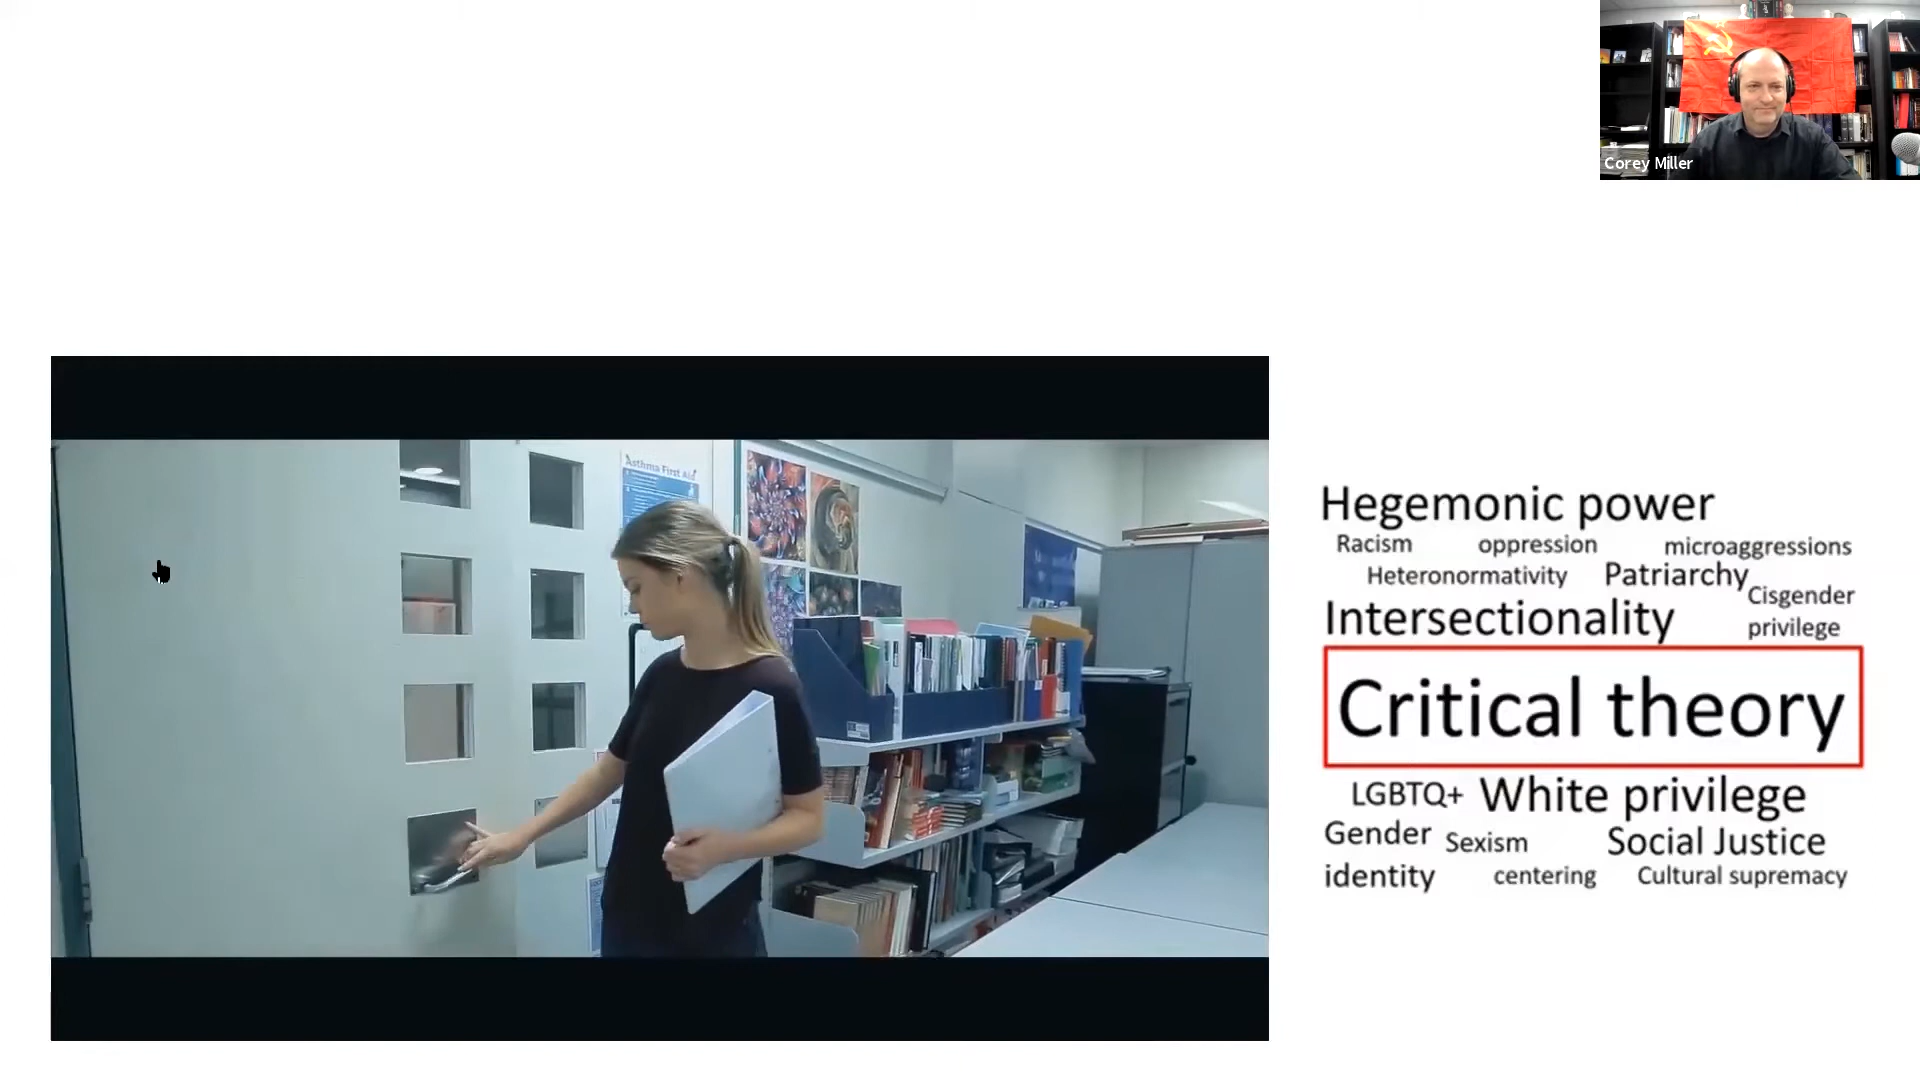 Corey Miller
Asthma First Aid
Hegemonic power
Racism oppression microaggressions
Heteronormativity Patriarchy
Cisgender
Intersectionality privilege
Critical theory
LGBTQ+ White privilege
Gender Sexism Social Justice
identity centering Cultural supremacy